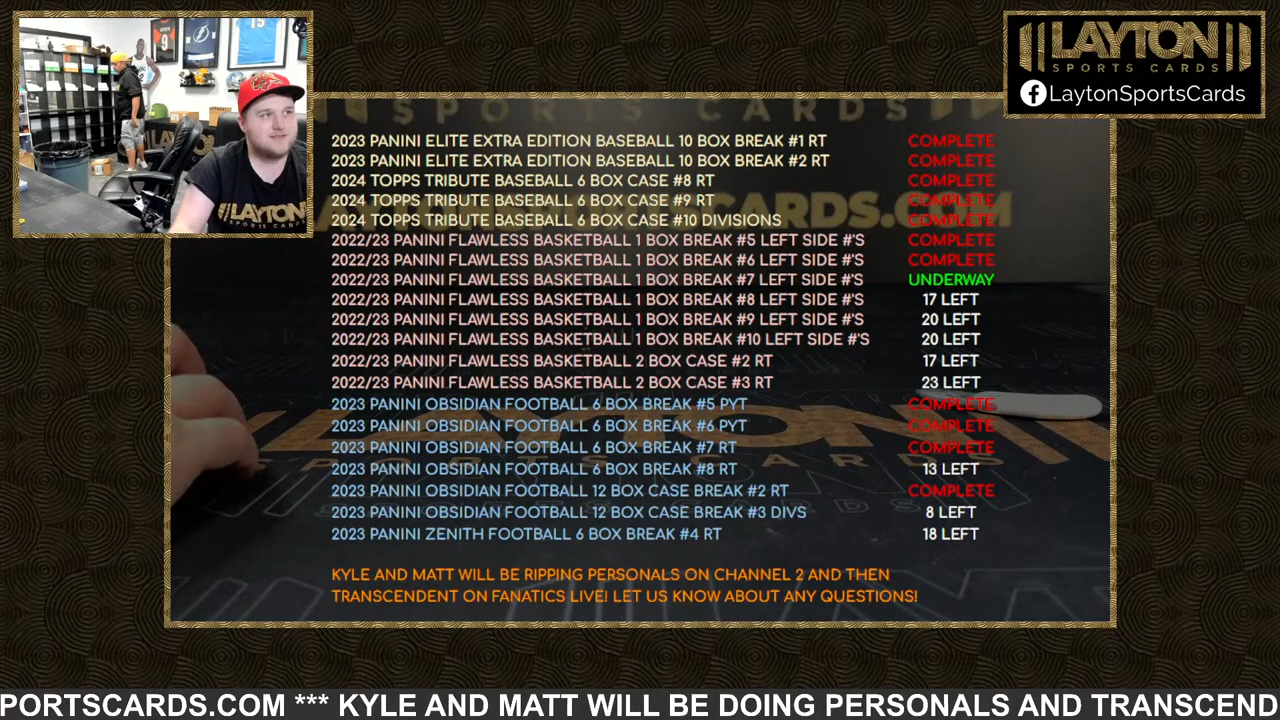 LAYTON
SPORTS CARDS
LaytonSportsCards
SPORTS CARDS
2023 PANINI ELITE EXTRA EDITION BASEBALL 10 BOX BREAK #1 RT COMPLETE
2023 PANINI ELITE EXTRA EDITION BASEBALL 10 BOX BREAK #2 RT COMPLETE
2024 TOPPS TRIBUTE BASEBALL 6 BOX CASE #8 RT COMPLETE
2024 TOPPS TRIBUTE BASEBALL 6 BOX CASE #9 RT COMPLETE
2024 TOPPS TRIBUTE BASEBALL 6 BOX CASE #10 DIVISIONS COMPLETE
2022/23 PANINI FLAWLESS BASKETBALL 1 BOX BREAK #5 LEFT SIDE #'S COMPLETE
2022/23 PANINI FLAWLESS BASKETBALL 1 BOX BREAK #6 LEFT SIDE #'S COMPLETE
2022/23 PANINI FLAWLESS BASKETBALL 1 BOX BREAK #7 LEFT SIDE #'S UNDERWAY
2022/23 PANINI FLAWLESS BASKETBALL 1 BOX BREAK #8 LEFT SIDE #'S 17 LEFT
2022/23 PANINI FLAWLESS BASKETBALL 1 BOX BREAK #9 LEFT SIDE #'S 20 LEFT
2022/23 PANINI FLAWLESS BASKETBALL 1 BOX BREAK #10 LEFT SIDE #'S 20 LEFT
2022/23 PANINI FLAWLESS BASKETBALL 2 BOX CASE #2 RT 17 LEFT
2022/23 PANINI FLAWLESS BASKETBALL 2 BOX CASE #3 RT 23 LEFT
2023 PANINI OBSIDIAN FOOTBALL 6 BOX BREAK #5 PYT COMPLETE
2023 PANINI OBSIDIAN FOOTBALL 6 BOX BREAK #6 PYT COMPLETE
2023 PANINI OBSIDIAN FOOTBALL 6 BOX BREAK #7 RT COMPLETE
2023 PANINI OBSIDIAN FOOTBALL 6 BOX BREAK #8 RT 13 LEFT
2023 PANINI OBSIDIAN FOOTBALL 12 BOX CASE BREAK #2 RT COMPLETE
2023 PANINI OBSIDIAN FOOTBALL 12 BOX CASE BREAK #3 DIVS 8 LEFT
2023 PANINI ZENITH FOOTBALL 6 BOX BREAK #4 RT 18 LEFT
KYLE AND MATT WILL BE RIPPING PERSONALS ON CHANNEL 2 AND THEN
TRANSCENDENT ON FANATICS LIVE! LET US KNOW ABOUT ANY QUESTIONS!
LAYTON
SPORTS CARDS
PORTSCARDS.COM *** KYLE AND MATT WILL BE DOING PERSONALS AND TRANSCEND